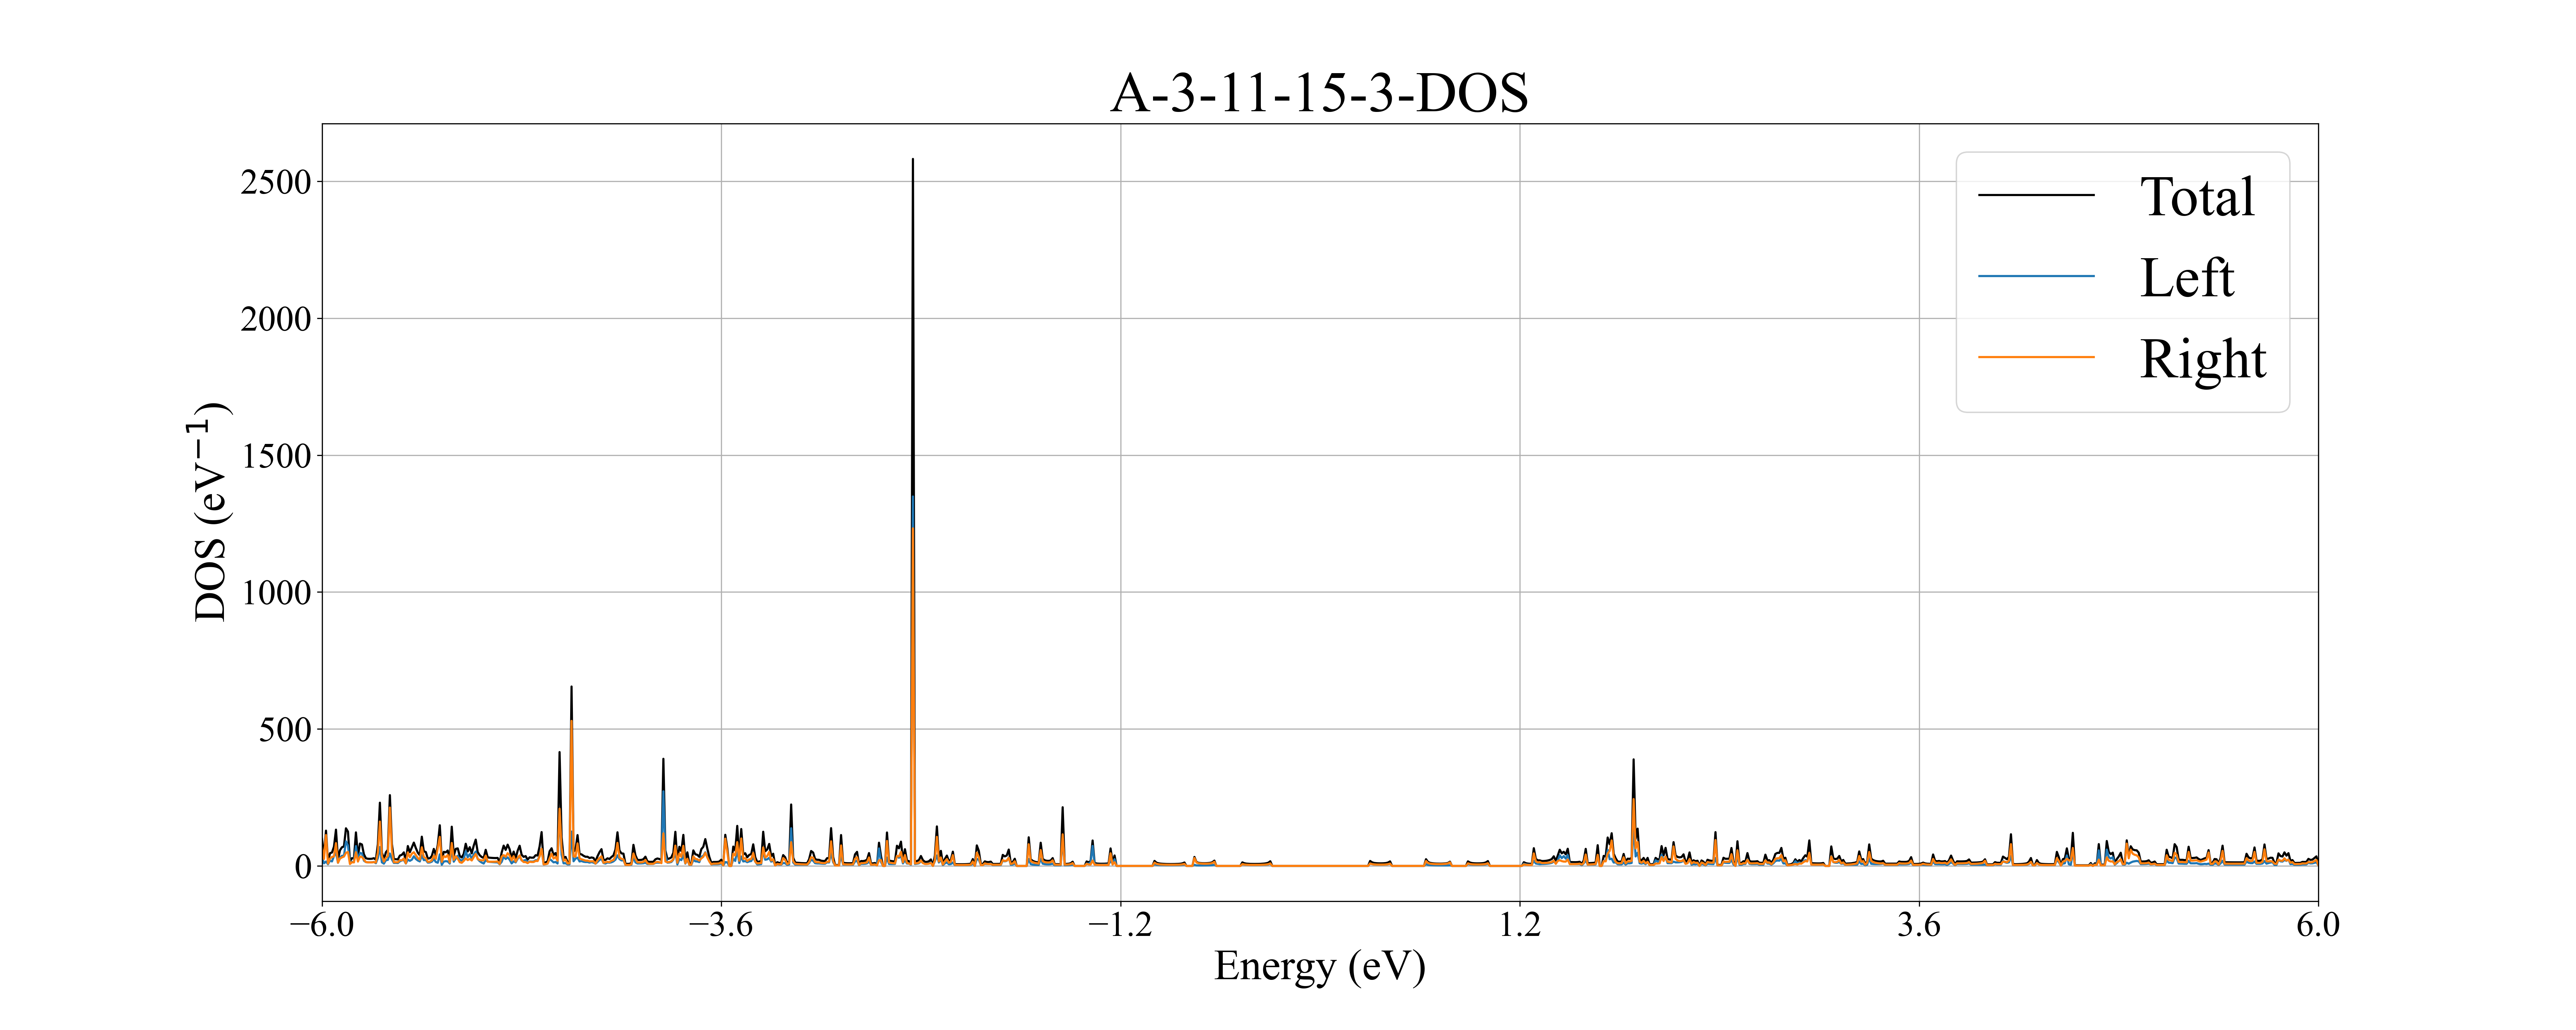 A-3-11-15-3-DOS
Total
Left
Right
DOS (eV⁻¹)
2500
2000
1500
1000
500
0
−6.0 −3.6 −1.2 1.2 3.6 6.0
Energy (eV)